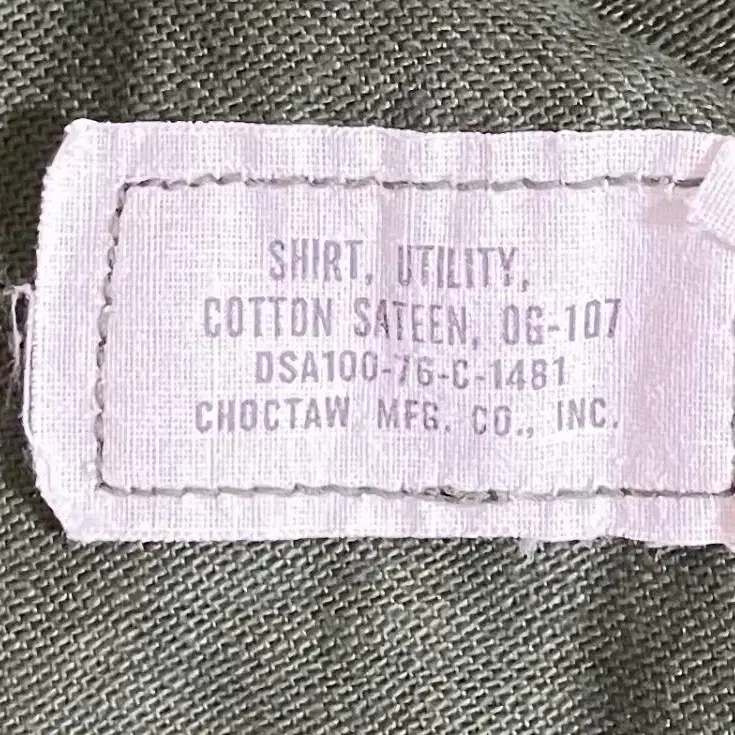 SHIRT, UTILITY,
COTTON SATEEN, OG-107
DSA100-76-C-1481
CHOCTAW MFG. CO., INC.